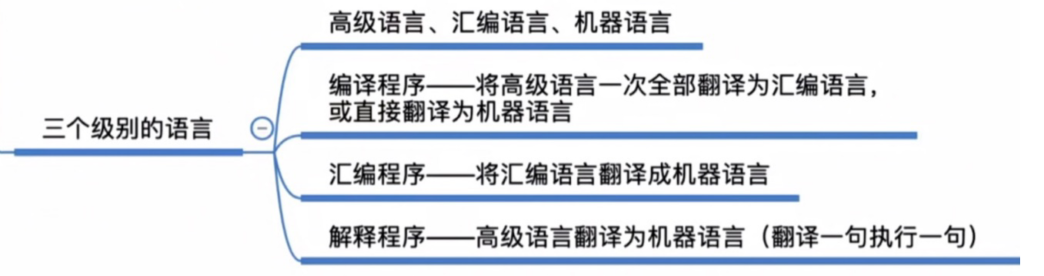 高级语言、汇编语言、机器语言
编译程序——将高级语言一次全部翻译为汇编语言，
或直接翻译为机器语言
三个级别的语言
汇编程序——将汇编语言翻译成机器语言
解释程序——高级语言翻译为机器语言（翻译一句执行一句）